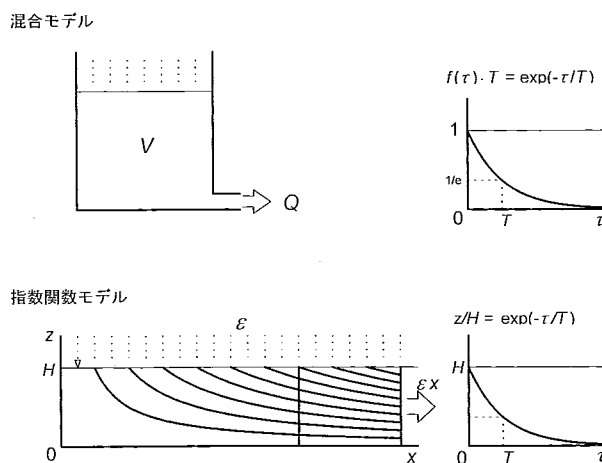 混合モデル
V
Q
f(τ)·T = exp(-τ/T)
1
1/e
0
T
τ
指数関数モデル
ε
z
H
0
x
εx
z/H = exp(-τ/T)
H
0
T
τ